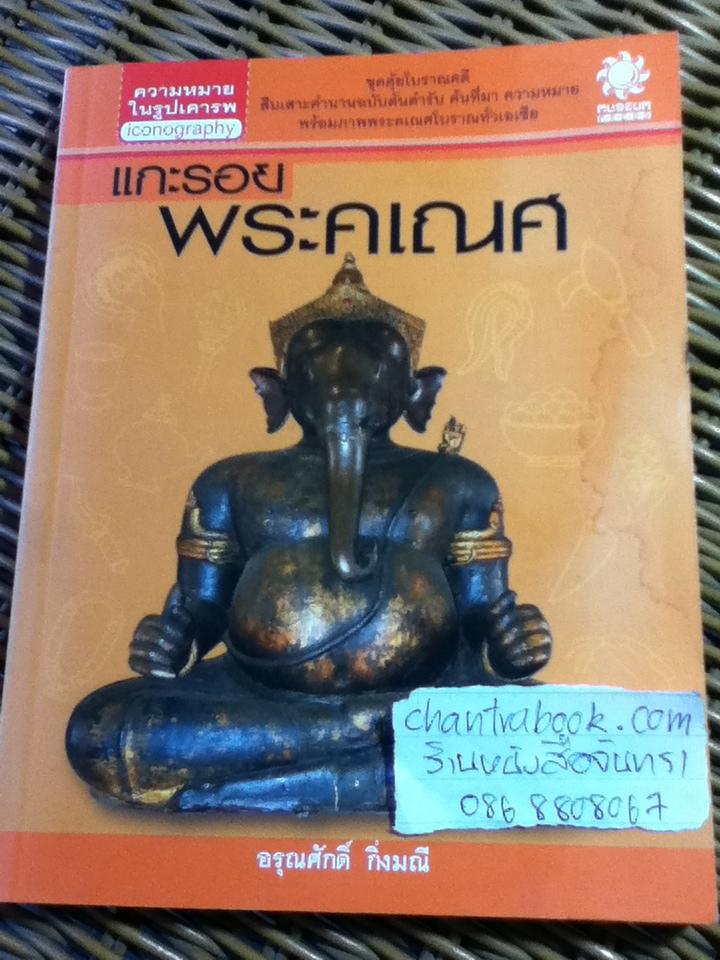 ความหมาย
ในรูปเคารพ
iconography
ชุดคุ้ยโบราณคดี
สืบเสาะตำนานฉบับต้นตำรับ ค้นที่มา ความหมาย
พร้อมภาพพระคเณศโบราณทั่วเอเชีย
MUSEUM
แกะรอย
พระคเณศ
chantrabook.com
ร้านหนังสือจันทรา
086 8808067
อรุณศักดิ์ กิ่งมณี